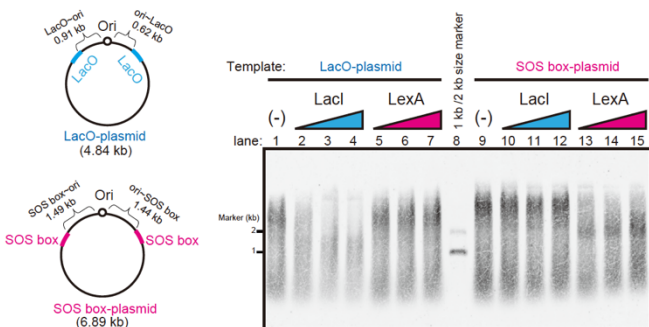 LacO~ori
0.91 kb
Ori
ori~LacO
0.62 kb
LacO
LacO
LacO-plasmid
(4.84 kb)
SOS box~ori
1.49 kb
Ori
ori~SOS box
1.44 kb
SOS box
SOS box
SOS box-plasmid
(6.89 kb)
Template: LacO-plasmid 1 kb /2 kb size marker SOS box-plasmid
(-) LacI LexA (-) LacI LexA
lane: 1 2 3 4 5 6 7 8 9 10 11 12 13 14 15
Marker (kb)
2
1